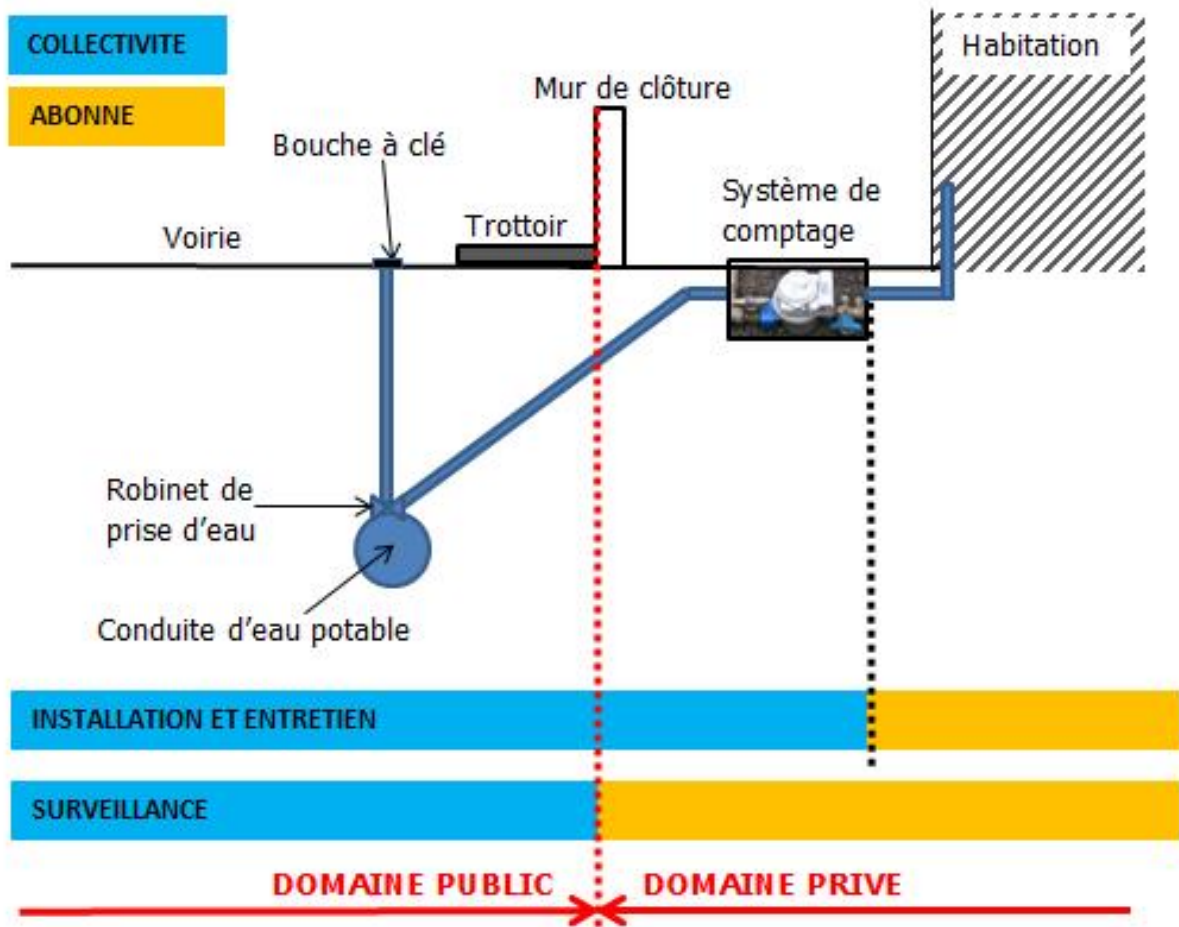 COLLECTIVITE
ABONNE
Habitation
Mur de clôture
Bouche à clé
Système de
comptage
Voirie
Trottoir
Robinet de
prise d’eau
Conduite d’eau potable
INSTALLATION ET ENTRETIEN
SURVEILLANCE
DOMAINE PUBLIC
DOMAINE PRIVE